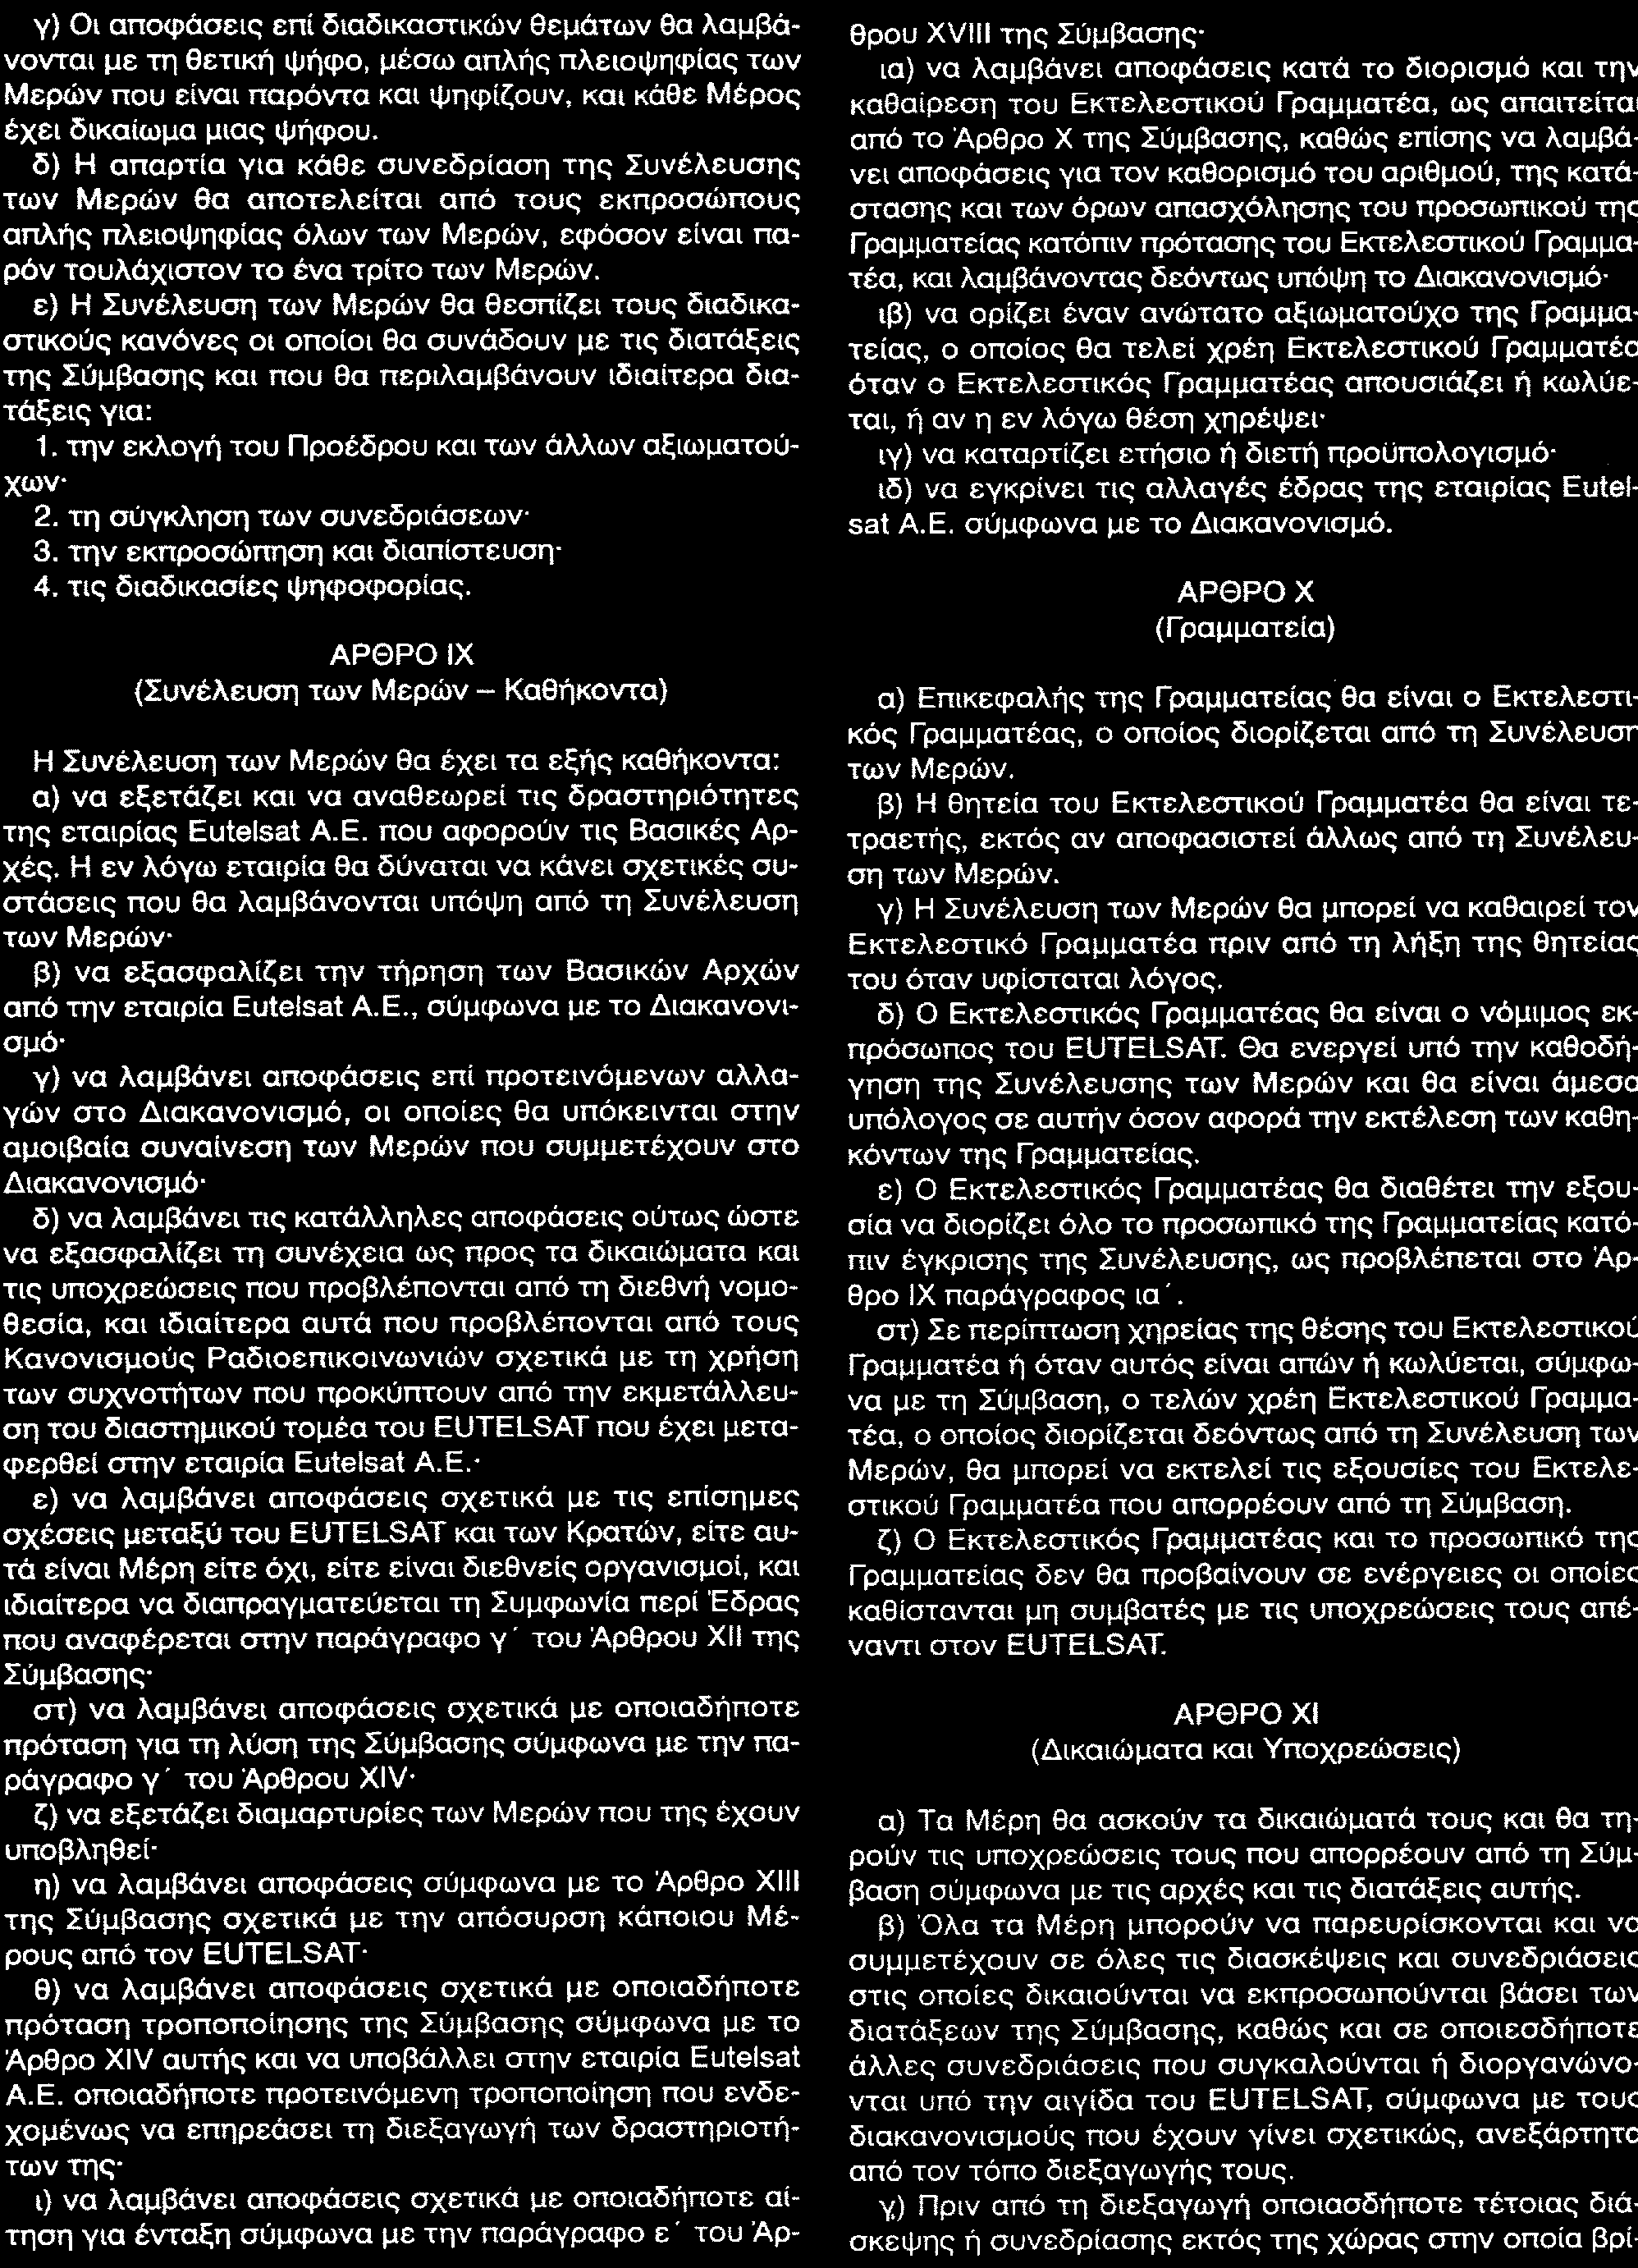 γ) Οι αποφάσεις επί διαδικαστικών θεμάτων θα λαμβά-
νονται με τη θετική ψήφο, μέσω απλής πλειοψηφίας των
Μερών που είναι παρόντα και ψηφίζουν, και κάθε Μέρος
έχει δικαίωμα μιας ψήφου.
δ) Η απαρτία για κάθε συνεδρίαση της Συνέλευσης
των Μερών θα αποτελείται από τους εκπροσώπους
απλής πλειοψηφίας όλων των Μερών, εφόσον είναι πα-
ρόν τουλάχιστον το ένα τρίτο των Μερών.
ε) Η Συνέλευση των Μερών θα θεσπίζει τους διαδικα-
στικούς κανόνες οι οποίοι θα συνάδουν με τις διατάξεις
της Σύμβασης και που θα περιλαμβάνουν ιδιαίτερα δια-
τάξεις για:
1. την εκλογή του Προέδρου και των άλλων αξιωματού-
χων·
2. τη σύγκληση των συνεδριάσεων·
3. την εκπροσώπηση και διαπίστευση·
4. τις διαδικασίες ψηφοφορίας.
ΑΡΘΡΟ ΙΧ
(Συνέλευση των Μερών – Καθήκοντα)
Η Συνέλευση των Μερών θα έχει τα εξής καθήκοντα:
α) να εξετάζει και να αναθεωρεί τις δραστηριότητες
της εταιρίας Eutelsat Α.Ε. που αφορούν τις Βασικές Αρ-
χές. Η εν λόγω εταιρία θα δύναται να κάνει σχετικές συ-
στάσεις που θα λαμβάνονται υπόψη από τη Συνέλευση
των Μερών·
β) να εξασφαλίζει την τήρηση των Βασικών Αρχών
από την εταιρία Eutelsat Α.Ε., σύμφωνα με το Διακανονι-
σμό·
γ) να λαμβάνει αποφάσεις επί προτεινόμενων αλλα-
γών στο Διακανονισμό, οι οποίες θα υπόκεινται στην
αμοιβαία συναίνεση των Μερών που συμμετέχουν στο
Διακανονισμό·
δ) να λαμβάνει τις κατάλληλες αποφάσεις ούτως ώστε
να εξασφαλίζει τη συνέχεια ως προς τα δικαιώματα και
τις υποχρεώσεις που προβλέπονται από τη διεθνή νομο-
θεσία, και ιδιαίτερα αυτά που προβλέπονται από τους
Κανονισμούς Ραδιοεπικοινωνιών σχετικά με τη χρήση
των συχνοτήτων που προκύπτουν από την εκμετάλλευ-
ση του διαστημικού τομέα του EUTELSAT που έχει μετα-
φερθεί στην εταιρία Eutelsat Α.Ε.·
ε) να λαμβάνει αποφάσεις σχετικά με τις επίσημες
σχέσεις μεταξύ του EUTELSAT και των Κρατών, είτε αυ-
τά είναι Μέρη είτε όχι, είτε είναι διεθνείς οργανισμοί, και
ιδιαίτερα να διαπραγματεύεται τη Συμφωνία περί Έδρας
που αναφέρεται στην παράγραφο γ΄ του Άρθρου ΧΙΙ της
Σύμβασης·
στ) να λαμβάνει αποφάσεις σχετικά με οποιαδήποτε
πρόταση για τη λύση της Σύμβασης σύμφωνα με την πα-
ράγραφο γ΄ του Άρθρου XIV·
ζ) να εξετάζει διαμαρτυρίες των Μερών που της έχουν
υποβληθεί·
η) να λαμβάνει αποφάσεις σύμφωνα με το Άρθρο ΧΙΙΙ
της Σύμβασης σχετικά με την απόσυρση κάποιου Μέ-
ρους από τον EUTELSAT·
θ) να λαμβάνει αποφάσεις σχετικά με οποιαδήποτε
πρόταση τροποποίησης της Σύμβασης σύμφωνα με το
Άρθρο XIV αυτής και να υποβάλλει στην εταιρία Eutelsat
Α.Ε. οποιαδήποτε προτεινόμενη τροποποίηση που ενδε-
χομένως να επηρεάσει τη διεξαγωγή των δραστηριοτή-
των της·
ι) να λαμβάνει αποφάσεις σχετικά με οποιαδήποτε αί-
τηση για ένταξη σύμφωνα με την παράγραφο ε΄ του Άρ-
θρου XVIII της Σύμβασης·
ια) να λαμβάνει αποφάσεις κατά το διορισμό και την
καθαίρεση του Εκτελεστικού Γραμματέα, ως απαιτείται
από το Άρθρο Χ της Σύμβασης, καθώς επίσης να λαμβά-
νει αποφάσεις για τον καθορισμό του αριθμού, της κατά-
στασης και των όρων απασχόλησης του προσωπικού της
Γραμματείας κατόπιν πρότασης του Εκτελεστικού Γραμμα-
τέα, και λαμβάνοντας δεόντως υπόψη το Διακανονισμό·
ιβ) να ορίζει έναν ανώτατο αξιωματούχο της Γραμμα-
τείας, ο οποίος θα τελεί χρέη Εκτελεστικού Γραμματέα
όταν ο Εκτελεστικός Γραμματέας απουσιάζει ή κωλύε-
ται, ή αν η εν λόγω θέση χηρέψει·
ιγ) να καταρτίζει ετήσιο ή διετή προϋπολογισμό·
ιδ) να εγκρίνει τις αλλαγές έδρας της εταιρίας Eutel-
sat Α.Ε. σύμφωνα με το Διακανονισμό.
ΑΡΘΡΟ Χ
(Γραμματεία)
α) Επικεφαλής της Γραμματείας θα είναι ο Εκτελεστι-
κός Γραμματέας, ο οποίος διορίζεται από τη Συνέλευση
των Μερών.
β) Η θητεία του Εκτελεστικού Γραμματέα θα είναι τε-
τραετής, εκτός αν αποφασιστεί άλλως από τη Συνέλευ-
ση των Μερών.
γ) Η Συνέλευση των Μερών θα μπορεί να καθαιρεί τον
Εκτελεστικό Γραμματέα πριν από τη λήξη της θητείας
του όταν υφίσταται λόγος.
δ) Ο Εκτελεστικός Γραμματέας θα είναι ο νόμιμος εκ-
πρόσωπος του EUTELSAT. Θα ενεργεί υπό την καθοδή-
γηση της Συνέλευσης των Μερών και θα είναι άμεσα
υπόλογος σε αυτήν όσον αφορά την εκτέλεση των καθη-
κόντων της Γραμματείας.
ε) Ο Εκτελεστικός Γραμματέας θα διαθέτει την εξου-
σία να διορίζει όλο το προσωπικό της Γραμματείας κατό-
πιν έγκρισης της Συνέλευσης, ως προβλέπεται στο Άρ-
θρο ΙΧ παράγραφος ια΄.
στ) Σε περίπτωση χηρείας της θέσης του Εκτελεστικού
Γραμματέα ή όταν αυτός είναι απών ή κωλύεται, σύμφω-
να με τη Σύμβαση, ο τελών χρέη Εκτελεστικού Γραμμα-
τέα, ο οποίος διορίζεται δεόντως από τη Συνέλευση των
Μερών, θα μπορεί να εκτελεί τις εξουσίες του Εκτελε-
στικού Γραμματέα που απορρέουν από τη Σύμβαση.
ζ) Ο Εκτελεστικός Γραμματέας και το προσωπικό της
Γραμματείας δεν θα προβαίνουν σε ενέργειες οι οποίες
καθίστανται μη συμβατές με τις υποχρεώσεις τους απέ-
ναντι στον EUTELSAT.
ΑΡΘΡΟ ΧΙ
(Δικαιώματα και Υποχρεώσεις)
α) Τα Μέρη θα ασκούν τα δικαιώματά τους και θα τη-
ρούν τις υποχρεώσεις τους που απορρέουν από τη Σύμ-
βαση σύμφωνα με τις αρχές και τις διατάξεις αυτής.
β) Όλα τα Μέρη μπορούν να παρευρίσκονται και να
συμμετέχουν σε όλες τις διασκέψεις και συνεδριάσεις
στις οποίες δικαιούνται να εκπροσωπούνται βάσει των
διατάξεων της Σύμβασης, καθώς και σε οποιεσδήποτε
άλλες συνεδριάσεις που συγκαλούνται ή διοργανώνο-
νται υπό την αιγίδα του EUTELSAT, σύμφωνα με τους
διακανονισμούς που έχουν γίνει σχετικώς, ανεξάρτητα
από τον τόπο διεξαγωγής τους.
γ) Πριν από τη διεξαγωγή οποιασδήποτε τέτοιας διά-
σκεψης ή συνεδρίασης εκτός της χώρας στην οποία βρί-